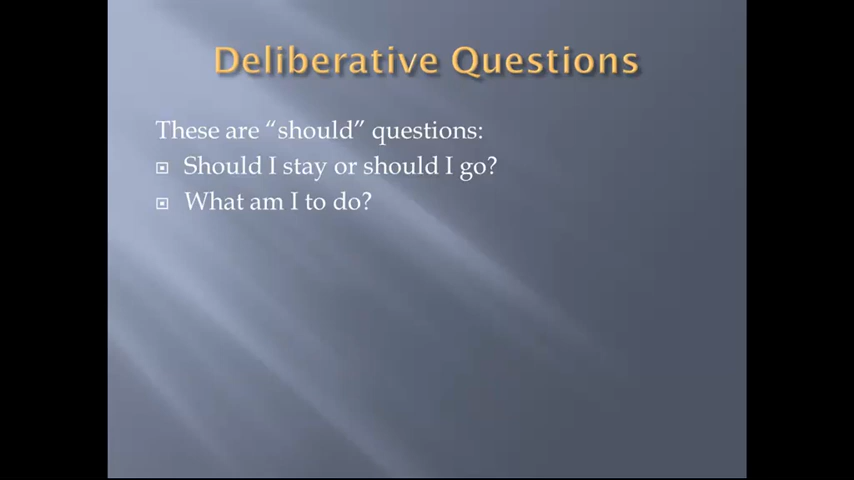 Deliberative Questions
These are “should” questions:
Should I stay or should I go?
What am I to do?